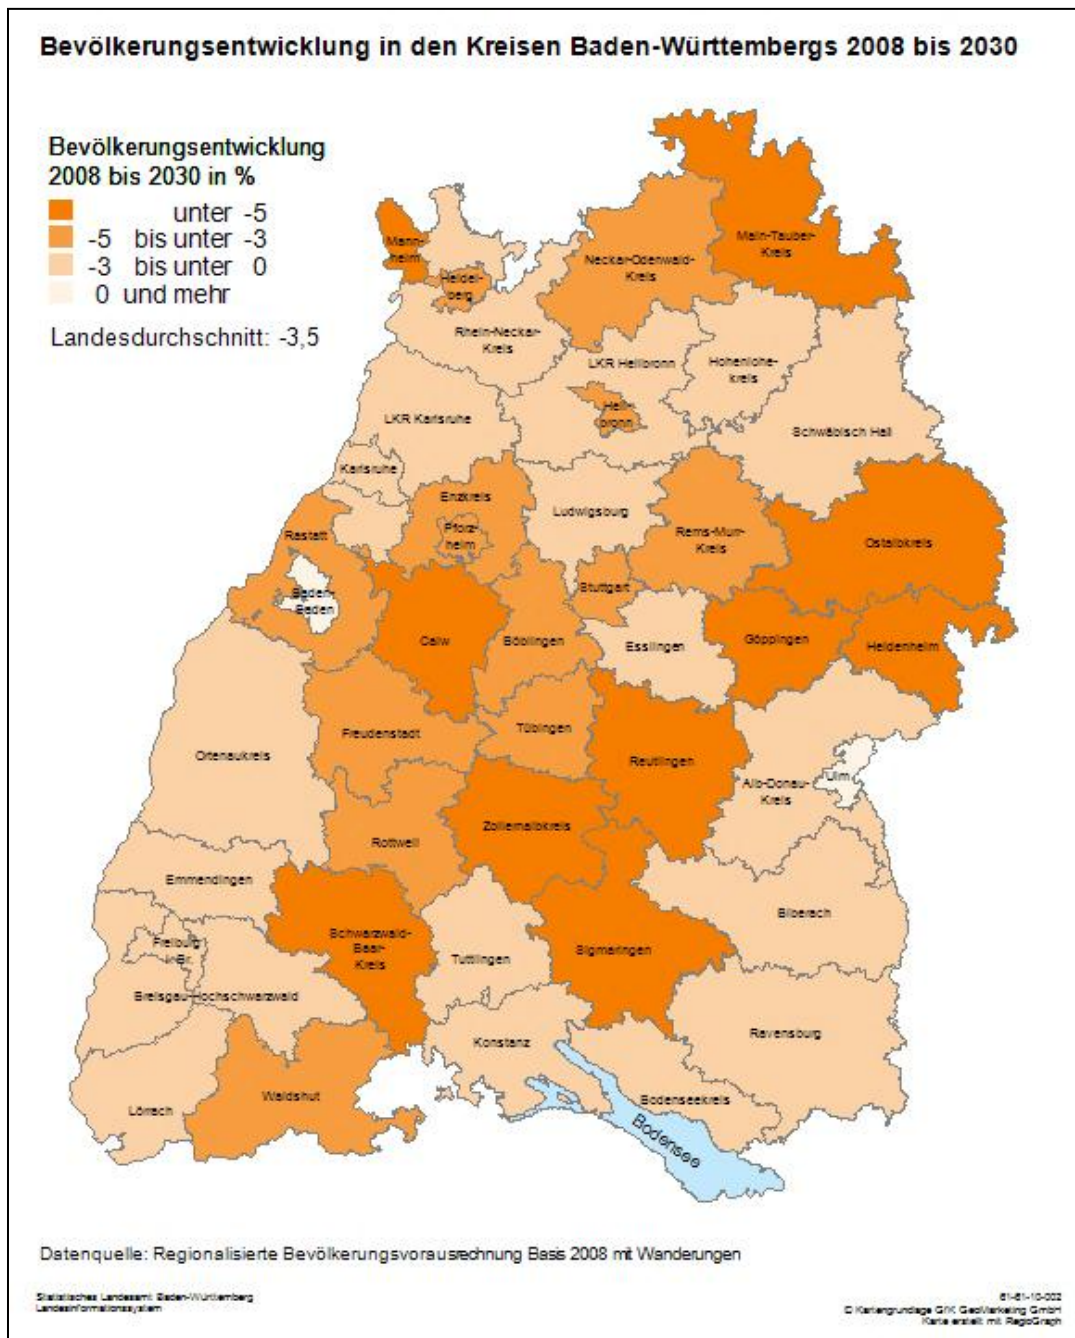 Bevölkerungsentwicklung in den Kreisen Baden-Württembergs 2008 bis 2030
Bevölkerungsentwicklung
2008 bis 2030 in %
unter -5
-5 bis unter -3
-3 bis unter 0
0 und mehr
Landesdurchschnitt: -3,5
Main-Tauber-
Kreis
Mann-
heim
Neckar-Odenwald-
Kreis
Heidel-
berg
Rhein-Neckar-
Kreis
LKR Heilbronn
Hohenlohe-
kreis
Heil-
bronn
LKR Karlsruhe
Schwäbisch Hall
Karlsruhe
Enzkreis
Ludwigsburg
Pforz-
heim
Rems-Murr-
Kreis
Rastatt
Ostalbkreis
Stuttgart
Baden-
Baden
Calw
Böblingen
Esslingen
Göppingen
Heidenheim
Freudenstadt
Tübingen
Ortenaukreis
Reutlingen
Alb-Donau-
Kreis
Ulm
Zollernalbkreis
Rottweil
Emmendingen
Biberach
Schwarzwald-
Baar-
Kreis
Freiburg
i. Br.
Sigmaringen
Tuttlingen
Breisgau-Hochschwarzwald
Ravensburg
Konstanz
Waldshut
Bodenseekreis
Lörrach
Bodensee
Datenquelle: Regionalisierte Bevölkerungsvorausrechnung Basis 2008 mit Wanderungen
Statistisches Landesamt Baden-Württemberg
Landesinformationssystem
61-61-10-002
© Kartengrundlage GfK GeoMarketing GmbH
Karte erstellt mit RegioGraph